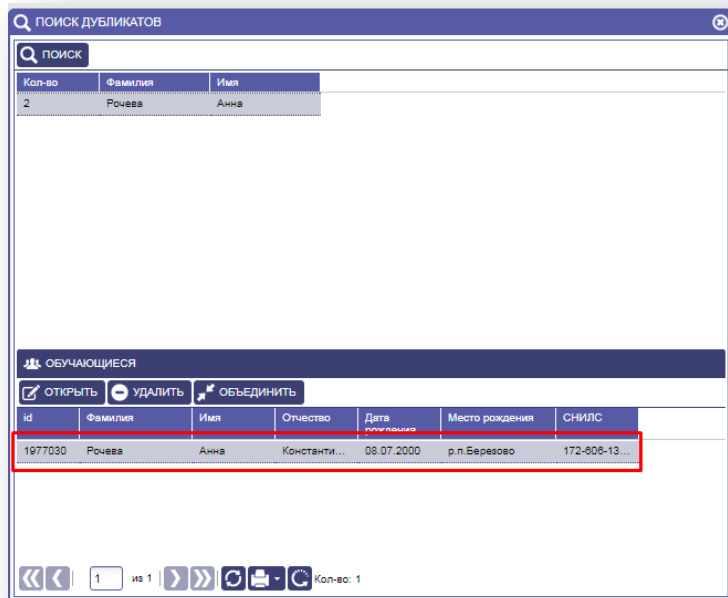 ПОИСК ДУБЛИКАТОВ
ПОИСК
Кол-во Фамилия Имя
2 Рочева Анна
ОБУЧАЮЩИЕСЯ
ОТКРЫТЬ УДАЛИТЬ ОБЪЕДИНИТЬ
id Фамилия Имя Отчество Дата рождения Место рождения СНИЛС
1977030 Рочева Анна Константи... 08.07.2000 р.п.Березово 172-606-13...
1 из 1 Кол-во: 1